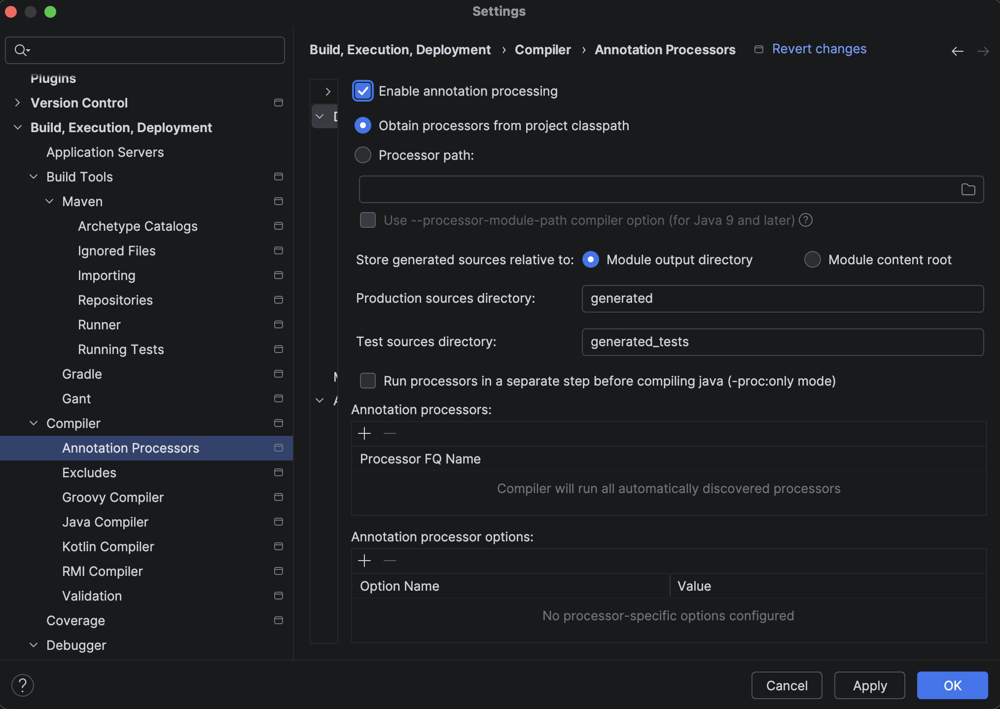 Settings
Plugins
Version Control
Build, Execution, Deployment
Application Servers
Build Tools
Maven
Archetype Catalogs
Ignored Files
Importing
Repositories
Runner
Running Tests
Gradle
Gant
Compiler
Annotation Processors
Excludes
Groovy Compiler
Java Compiler
Kotlin Compiler
RMI Compiler
Validation
Coverage
Debugger
Build, Execution, Deployment › Compiler › Annotation Processors
Revert changes
Enable annotation processing
Obtain processors from project classpath
Processor path:
Use --processor-module-path compiler option (for Java 9 and later)
Store generated sources relative to: Module output directory Module content root
Production sources directory: generated
Test sources directory: generated_tests
Run processors in a separate step before compiling java (-proc:only mode)
Annotation processors:
Processor FQ Name
Compiler will run all automatically discovered processors
Annotation processor options:
Option Name Value
No processor-specific options configured
? Cancel Apply OK